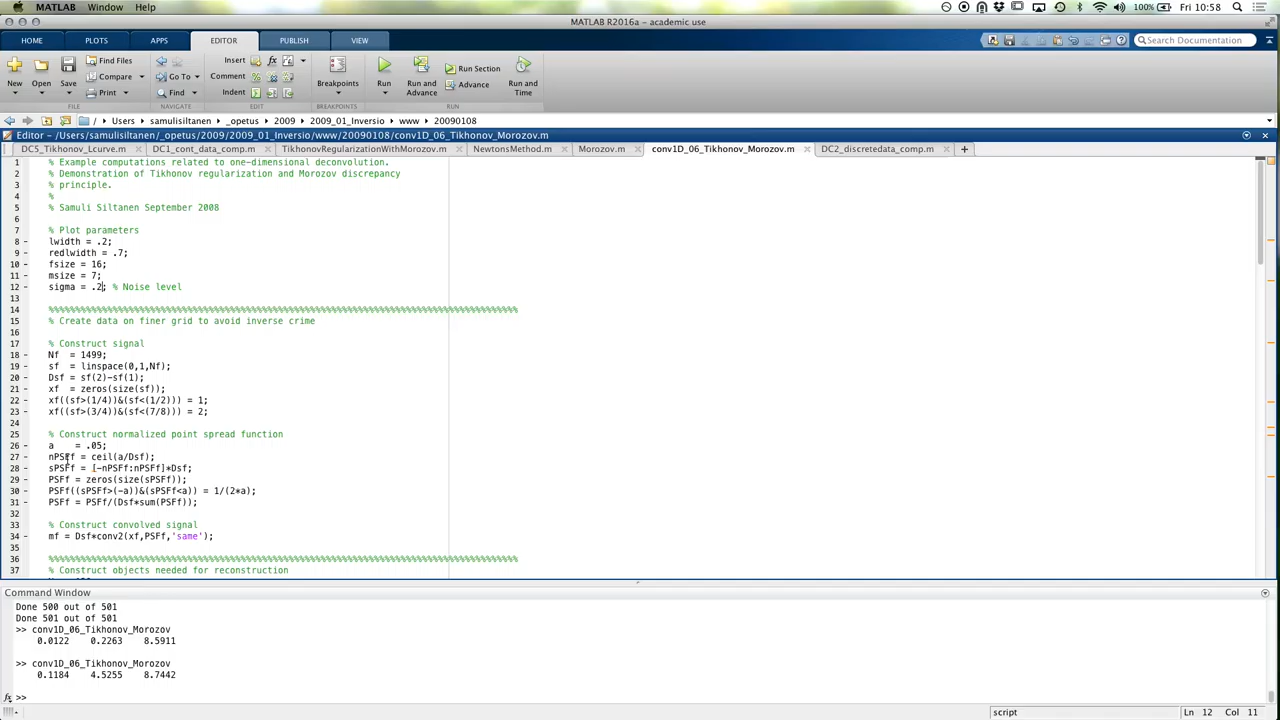 MATLAB Window Help 100% Fri 10:58
MATLAB R2016a - academic use
HOME PLOTS APPS EDITOR PUBLISH VIEW Search Documentation
New Open Save Find Files Compare Print Go To Find Insert Comment Indent fx Breakpoints Run Run and Advance Run Section Advance Run and Time
FILE NAVIGATE EDIT BREAKPOINTS RUN
/ Users samulisiltanen _opetus 2009 2009_01_Inversio www 20090108
Editor - /Users/samulisiltanen/_opetus/2009/2009_01_Inversio/www/20090108/conv1D_06_Tikhonov_Morozov.m
DC5_Tikhonov_Lcurve.m DC1_cont_data_comp.m TikhonovRegularizationWithMorozov.m NewtonsMethod.m Morozov.m conv1D_06_Tikhonov_Morozov.m DC2_discretedata_comp.m +
1 % Example computations related to one-dimensional deconvolution.
2 % Demonstration of Tikhonov regularization and Morozov discrepancy
3 % principle.
4 %
5 % Samuli Siltanen September 2008
6
7 % Plot parameters
8 - lwidth = .2;
9 - redlwidth = .7;
10 - fsize = 16;
11 - msize = 7;
12 - sigma = .2; % Noise level
13
14 %%%%%%%%%%%%%%%%%%%%%%%%%%%%%%%%%%%%%%%%%%%%%%%%%%%%%%%%%%%%%%%%%%%%%%%%%%%%%%
15 % Create data on finer grid to avoid inverse crime
16
17 % Construct signal
18 - Nf = 1499;
19 - sf = linspace(0,1,Nf);
20 - Dsf = sf(2)-sf(1);
21 - xf = zeros(size(sf));
22 - xf((sf>(1/4))&(sf<(1/2))) = 1;
23 - xf((sf>(3/4))&(sf<(7/8))) = 2;
24
25 % Construct normalized point spread function
26 - a = .05;
27 - nPSFf = ceil(a/Dsf);
28 - sPSFf = [-nPSFf:nPSFf]*Dsf;
29 - PSFf = zeros(size(sPSFf));
30 - PSFf((sPSFf>(-a))&(sPSFf<a)) = 1/(2*a);
31 - PSFf = PSFf/(Dsf*sum(PSFf));
32
33 % Construct convolved signal
34 - mf = Dsf*conv2(xf,PSFf,'same');
35
36 %%%%%%%%%%%%%%%%%%%%%%%%%%%%%%%%%%%%%%%%%%%%%%%%%%%%%%%%%%%%%%%%%%%%%%%%%%%%%%
37 % Construct objects needed for reconstruction
Command Window
Done 500 out of 501
Done 501 out of 501
>> conv1D_06_Tikhonov_Morozov
0.0122 0.2263 8.5911
>> conv1D_06_Tikhonov_Morozov
0.1184 4.5255 8.7442
fx >>
script Ln 12 Col 11